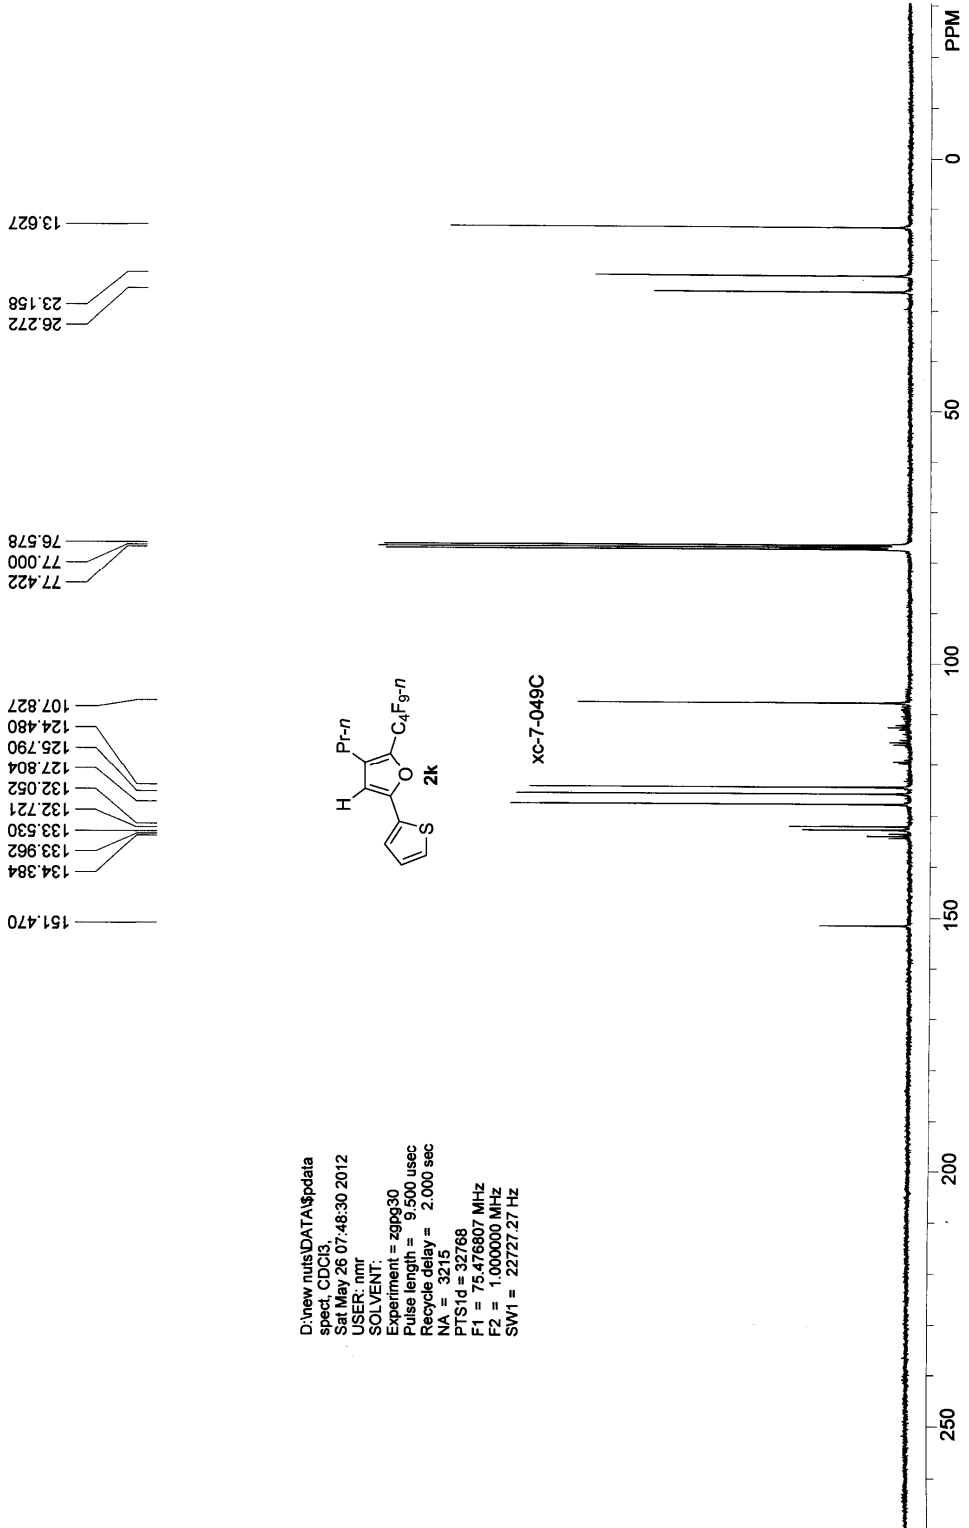 D:\new nuts\DATA\$pdata
spect, CDCl3,
Sat May 26 07:48:30 2012
USER: nmr
SOLVENT:
Experiment = zgpg30
Pulse length = 9.500 usec
Recycle delay = 2.000 sec
NA = 3215
PTS1d = 32768
F1 = 75.476807 MHz
F2 = 1.000000 MHz
SW1 = 22727.27 Hz
151.470
134.384
133.962
133.530
132.721
132.052
127.804
125.790
124.480
107.827
77.422
77.000
76.578
26.272
23.158
13.627
H
Pr-n
S
O
C4F9-n
2k
xc-7-049C
250
200
150
100
50
0
PPM